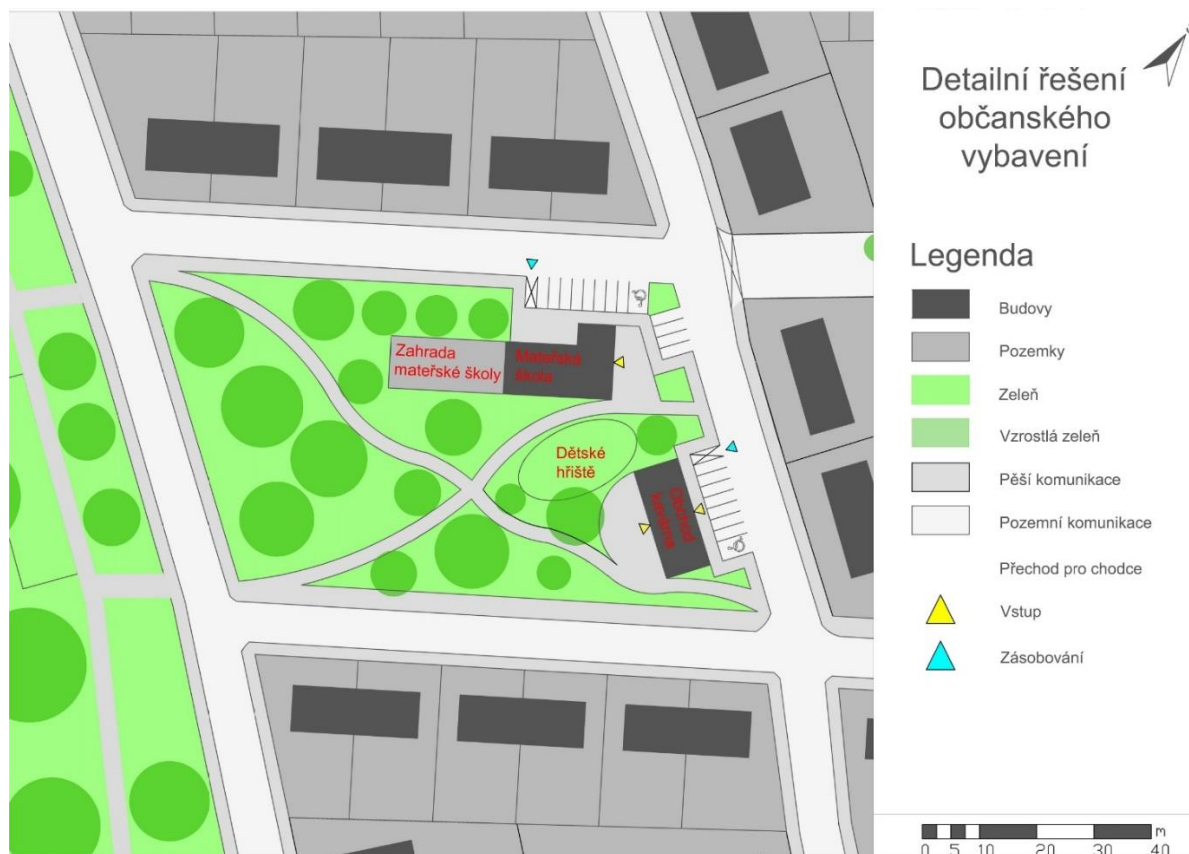 Detailní řešení
občanského
vybavení
Legenda
Budovy
Pozemky
Zeleň
Vzrostlá zeleň
Pěší komunikace
Pozemní komunikace
Přechod pro chodce
Vstup
Zásobování
Zahrada
mateřské školy
Mateřská
škola
Dětské
hřiště
Obchod
kavárna
0 5 10 20 30 40
m